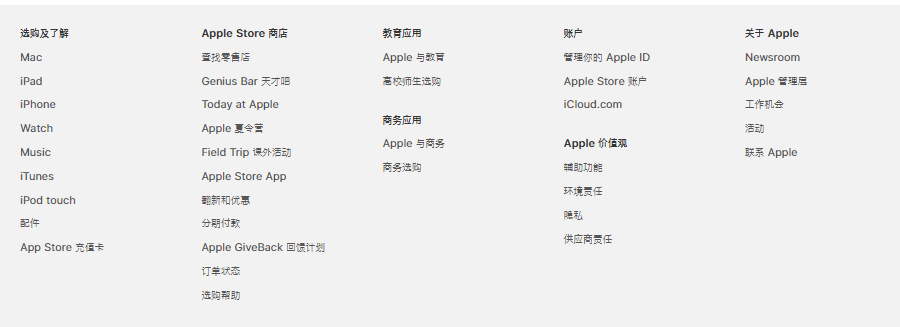 选购及了解
Mac
iPad
iPhone
Watch
Music
iTunes
iPod touch
配件
App Store 充值卡
Apple Store 商店
查找零售店
Genius Bar 天才吧
Today at Apple
Apple 夏令营
Field Trip 课外活动
Apple Store App
翻新和优惠
分期付款
Apple GiveBack 回馈计划
订单状态
选购帮助
教育应用
Apple 与教育
高校师生选购
商务应用
Apple 与商务
商务选购
账户
管理你的 Apple ID
Apple Store 账户
iCloud.com
Apple 价值观
辅助功能
环境责任
隐私
供应商责任
关于 Apple
Newsroom
Apple 管理层
工作机会
活动
联系 Apple